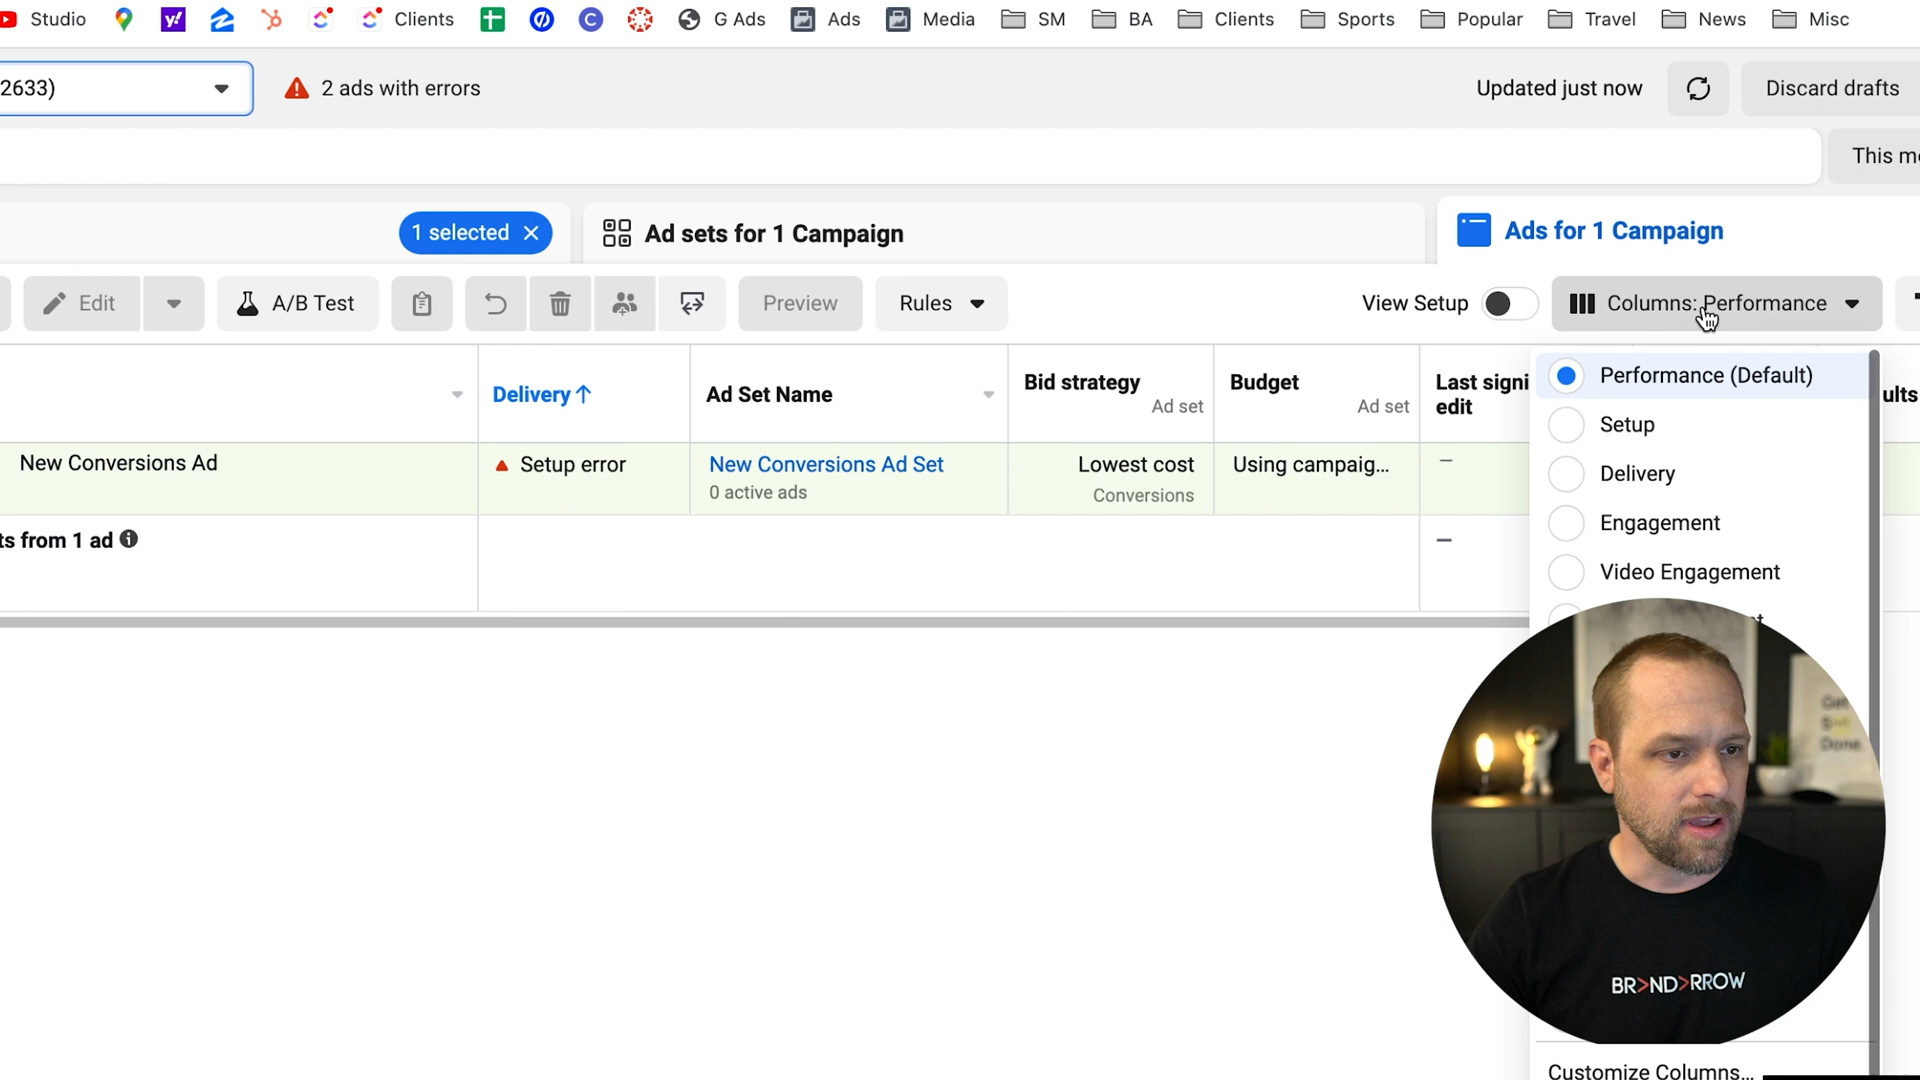 Studio
Clients
G Ads
Ads
Media
SM
BA
Clients
Sports
Popular
Travel
News
Misc
2633)
2 ads with errors
Updated just now
Discard drafts
This
1 selected
Ad sets for 1 Campaign
Ads for 1 Campaign
Edit
A/B Test
Preview
Rules
View Setup
Columns: Performance
Delivery↑
Ad Set Name
Bid strategy
Ad set
Budget
Ad set
Last signi
edit
ults
Performance (Default)
Setup
Delivery
Engagement
Video Engagement
New Conversions Ad
Setup error
New Conversions Ad Set
0 active ads
Lowest cost
Conversions
Using campaig...
—
ts from 1 ad
—
BR>ND>RROW
Customize Columns...